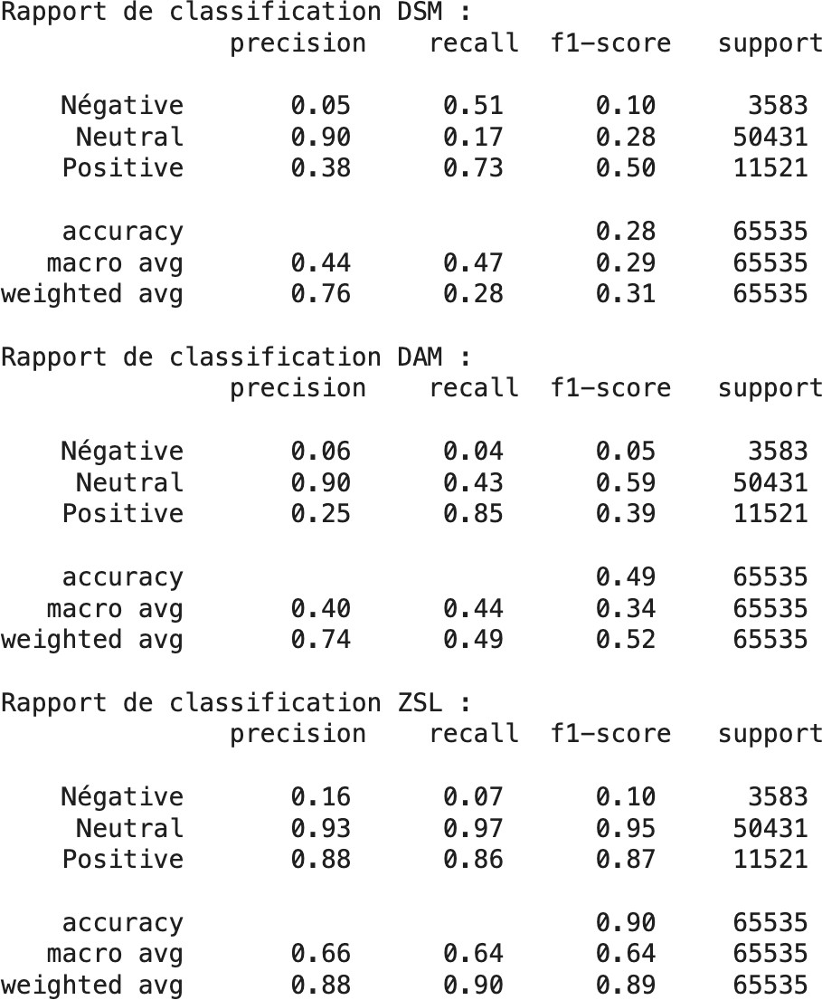 Rapport de classification DSM :
precision recall f1-score support
Négative 0.05 0.51 0.10 3583
Neutral 0.90 0.17 0.28 50431
Positive 0.38 0.73 0.50 11521
accuracy 0.28 65535
macro avg 0.44 0.47 0.29 65535
weighted avg 0.76 0.28 0.31 65535
Rapport de classification DAM :
precision recall f1-score support
Négative 0.06 0.04 0.05 3583
Neutral 0.90 0.43 0.59 50431
Positive 0.25 0.85 0.39 11521
accuracy 0.49 65535
macro avg 0.40 0.44 0.34 65535
weighted avg 0.74 0.49 0.52 65535
Rapport de classification ZSL :
precision recall f1-score support
Négative 0.16 0.07 0.10 3583
Neutral 0.93 0.97 0.95 50431
Positive 0.88 0.86 0.87 11521
accuracy 0.90 65535
macro avg 0.66 0.64 0.64 65535
weighted avg 0.88 0.90 0.89 65535